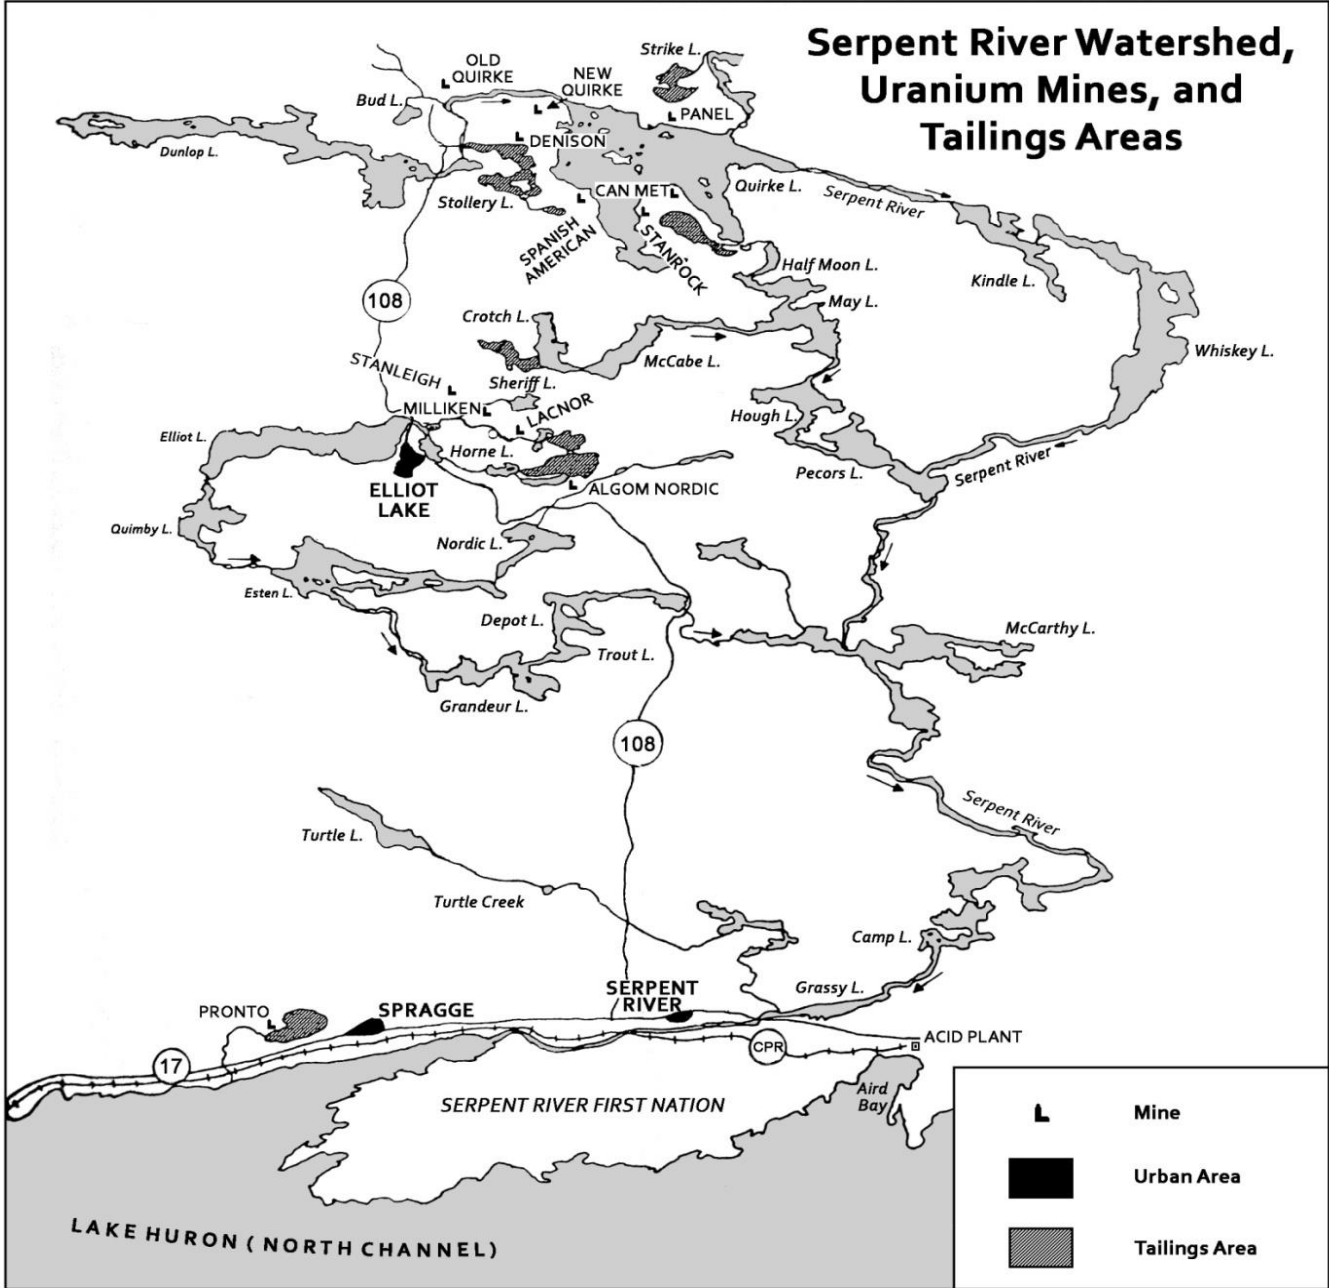 Serpent River Watershed,
Uranium Mines, and
Tailings Areas
Strike L.
OLD
QUIRKE
NEW
QUIRKE
Bud L.
PANEL
DENISON
Dunlop L.
CAN MET
Quirke L.
Serpent River
Stollery L.
SPANISH
AMERICAN
STANROCK
Half Moon L.
Kindle L.
108
May L.
Crotch L.
McCabe L.
Whiskey L.
STANLEIGH
Sheriff L.
MILLIKEN
LACNOR
Hough L.
Elliot L.
Horne L.
Pecors L.
Serpent River
ELLIOT
LAKE
ALGOM NORDIC
Quimby L.
Nordic L.
Esten L.
Depot L.
McCarthy L.
Trout L.
Grandeur L.
108
Serpent River
Turtle L.
Turtle Creek
Camp L.
SERPENT
RIVER
Grassy L.
PRONTO
SPRAGGE
ACID PLANT
CPR
17
Aird
Bay
SERPENT RIVER FIRST NATION
Mine
Urban Area
Tailings Area
LAKE HURON ( NORTH CHANNEL)